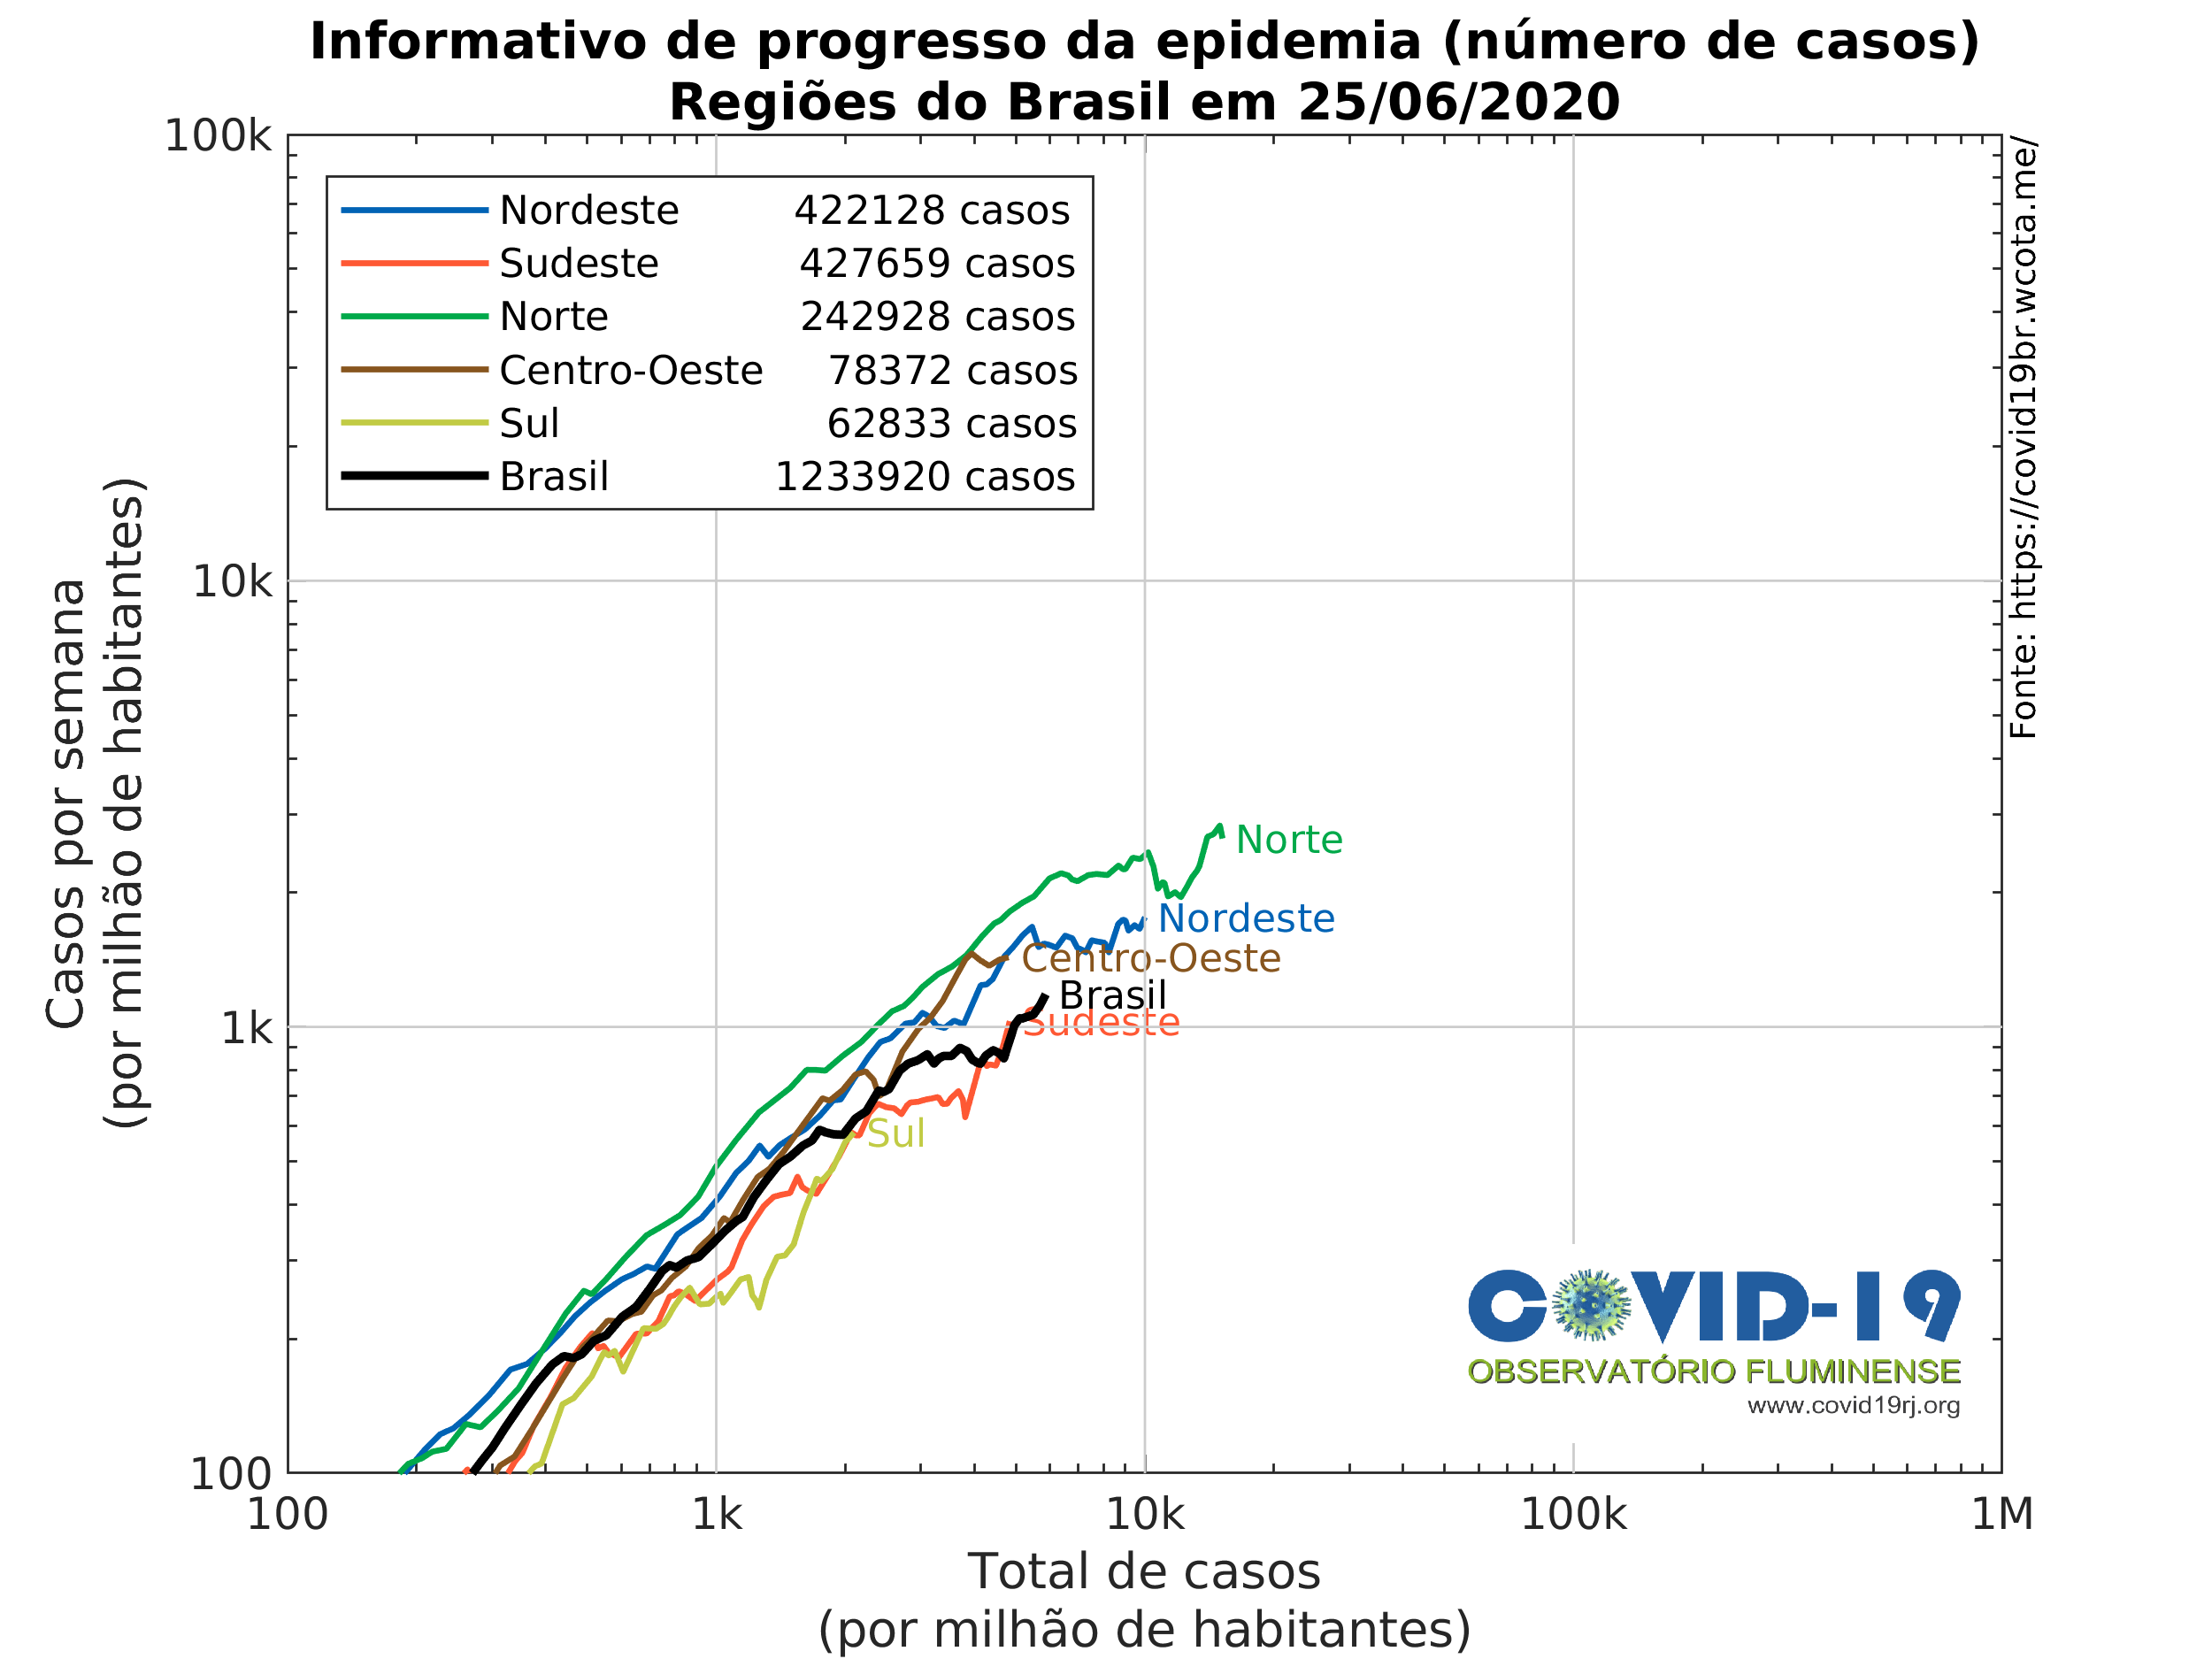 Informativo de progresso da epidemia (número de casos)
Regiões do Brasil em 25/06/2020
100k
10k
1k
100
Casos por semana
(por milhão de habitantes)
Nordeste 422128 casos
Sudeste 427659 casos
Norte 242928 casos
Centro-Oeste 78372 casos
Sul 62833 casos
Brasil 1233920 casos
Norte
Nordeste
Centro-Oeste
Brasil
Sudeste
Sul
Fonte: https://covid19br.wcota.me/
COVID-19
OBSERVATÓRIO FLUMINENSE
www.covid19rj.org
100
1k
10k
100k
1M
Total de casos
(por milhão de habitantes)